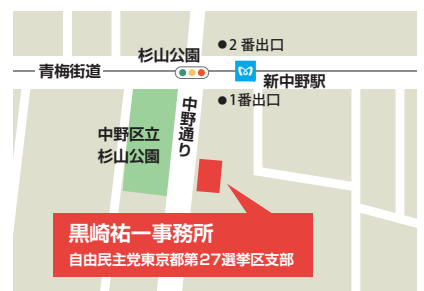 ●2番出口
杉山公園
青梅街道
新中野駅
●1番出口
中野通り
中野区立
杉山公園
黒崎祐一事務所
自由民主党東京都第27選挙区支部